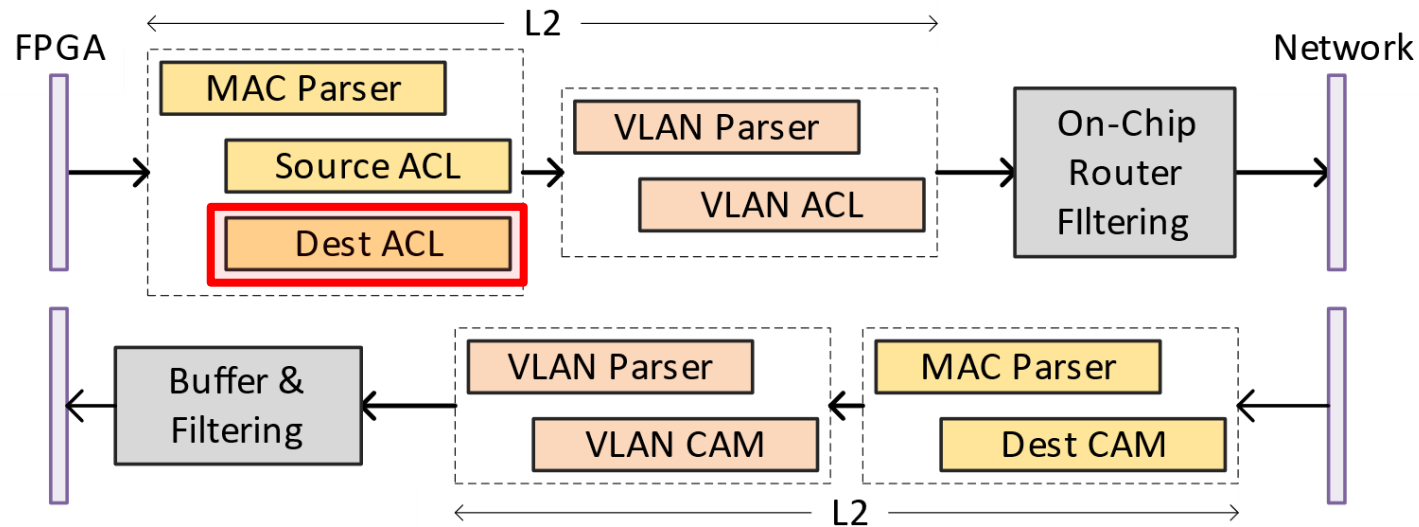 L2
FPGA
Network
MAC Parser
Source ACL
Dest ACL
VLAN Parser
VLAN ACL
On-Chip
Router
FIltering
Buffer &
Filtering
VLAN Parser
VLAN CAM
MAC Parser
Dest CAM
L2